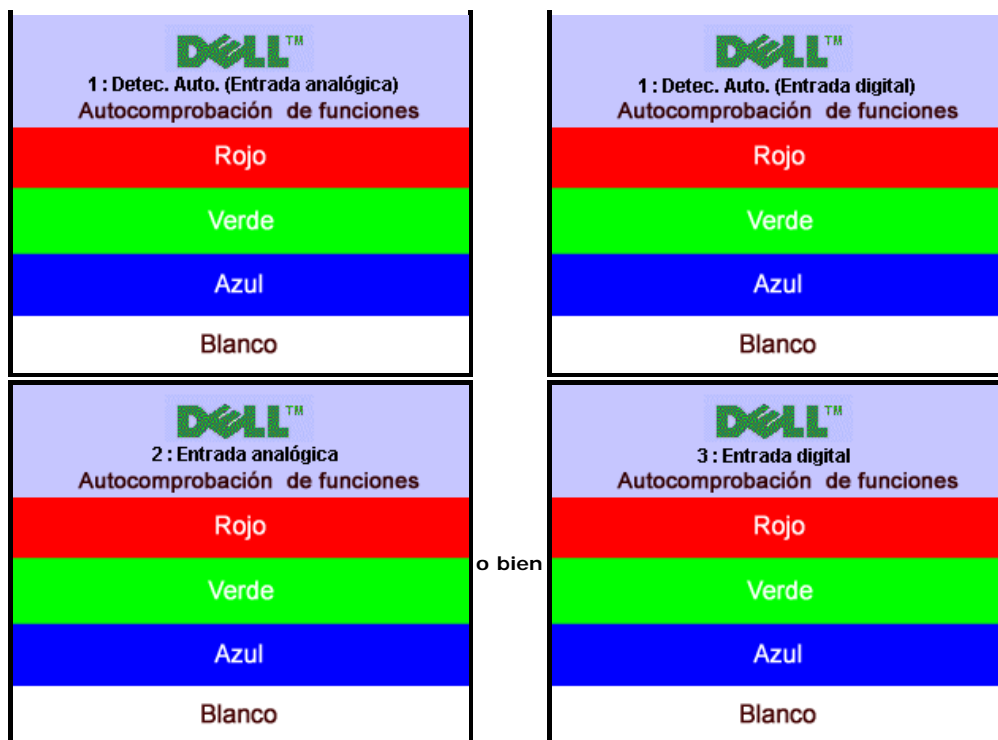 DELL™
1 : Detec. Auto. (Entrada analógica)
Autocomprobación de funciones
Rojo
Verde
Azul
Blanco
DELL™
1 : Detec. Auto. (Entrada digital)
Autocomprobación de funciones
Rojo
Verde
Azul
Blanco
DELL™
2 : Entrada analógica
Autocomprobación de funciones
Rojo
Verde
Azul
Blanco
o bien
DELL™
3 : Entrada digital
Autocomprobación de funciones
Rojo
Verde
Azul
Blanco